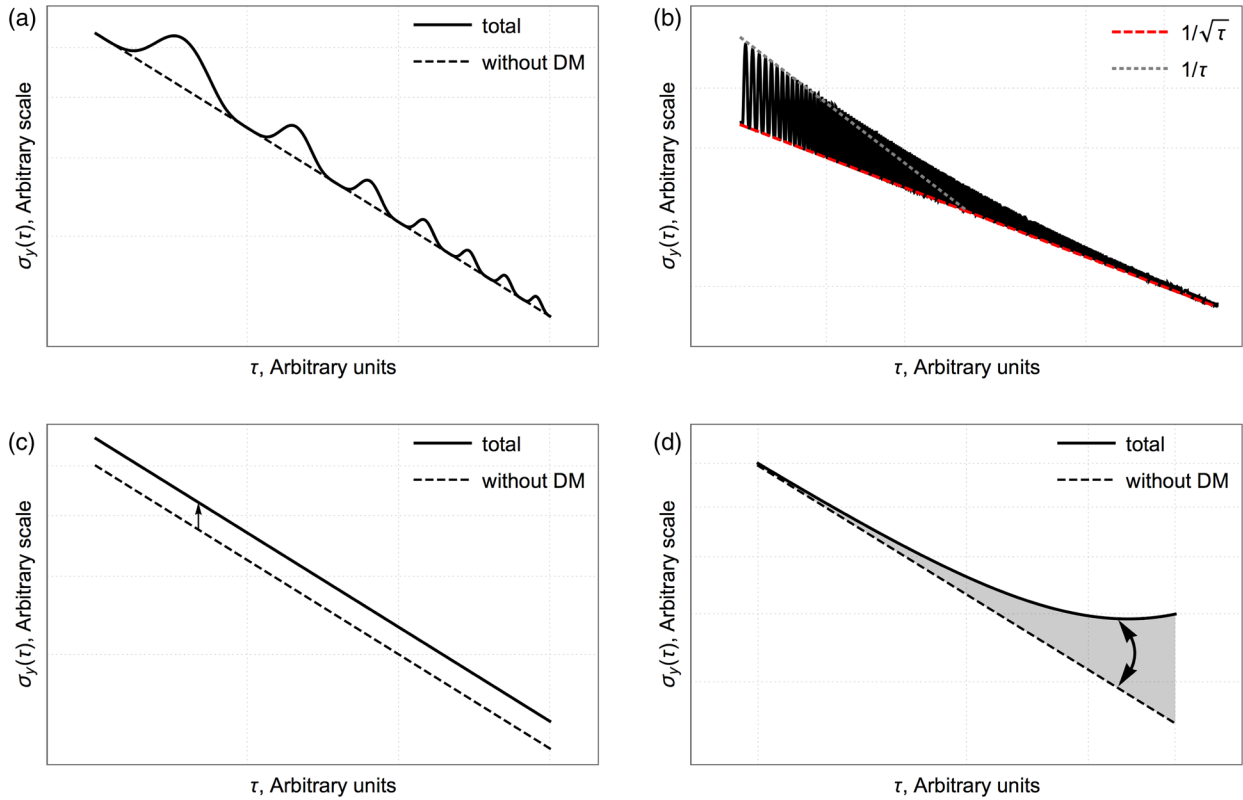 (a)
total
without DM
σy(τ), Arbitrary scale
τ, Arbitrary units
(b)
1/√τ
1/τ
σy(τ), Arbitrary scale
τ, Arbitrary units
(c)
total
without DM
σy(τ), Arbitrary scale
τ, Arbitrary units
(d)
total
without DM
σy(τ), Arbitrary scale
τ, Arbitrary units